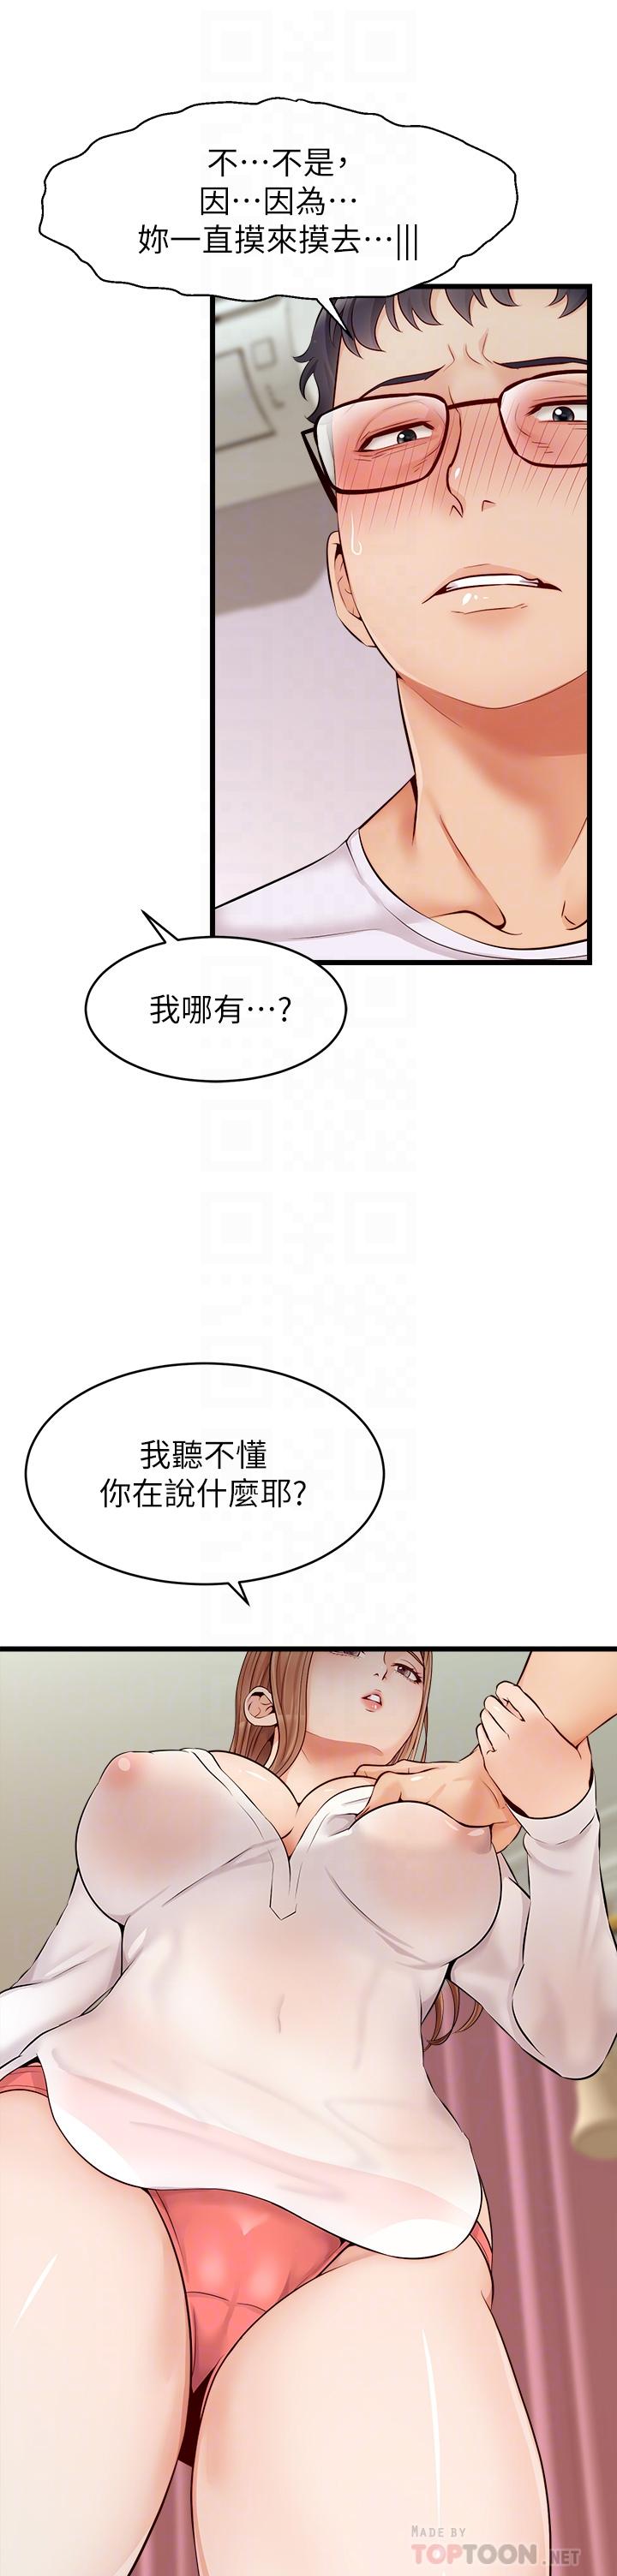 不…不是，
因…因為…
妳一直摸來摸去…|||
我哪有…?
我聽不懂
你在說什麼耶?
MADE BY
TOPTOON.NET